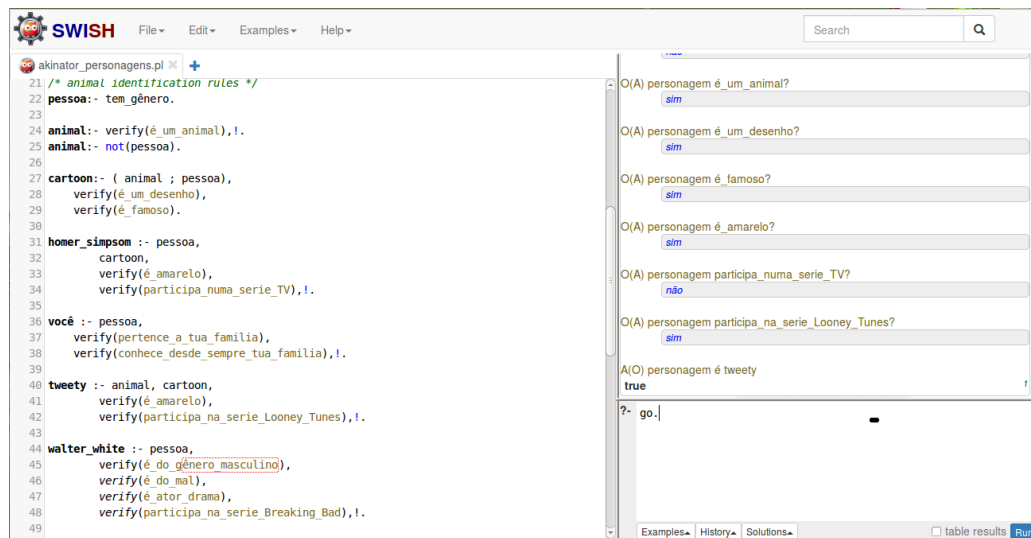 SWISH File Edit Examples Help Search
akinator_personagens.pl
21 /* animal identification rules */
22 pessoa:- tem_gênero.
23
24 animal:- verify(é_um_animal),!.
25 animal:- not(pessoa).
26
27 cartoon:- ( animal ; pessoa),
28 verify(é_um_desenho),
29 verify(é_famoso).
30
31 homer_simpsom :- pessoa,
32 cartoon,
33 verify(é_amarelo),
34 verify(participa_numa_serie_TV),!.
35
36 você :- pessoa,
37 verify(pertence_a_tua_familia),
38 verify(conhece_desde_sempre_tua_familia),!.
39
40 tweety :- animal, cartoon,
41 verify(é_amarelo),
42 verify(participa_na_serie_Looney_Tunes),!.
43
44 walter_white :- pessoa,
45 verify(é_do_gênero_masculino),
46 verify(é_do_mal),
47 verify(é_ator_drama),
48 verify(participa_na_serie_Breaking_Bad),!.
49
não
O(A) personagem é_um_animal?
sim
O(A) personagem é_um_desenho?
sim
O(A) personagem é_famoso?
sim
O(A) personagem é_amarelo?
sim
O(A) personagem participa_numa_serie_TV?
não
O(A) personagem participa_na_serie_Looney_Tunes?
sim
A(O) personagem é tweety
true 1
?- go.
Examples History Solutions table results Run